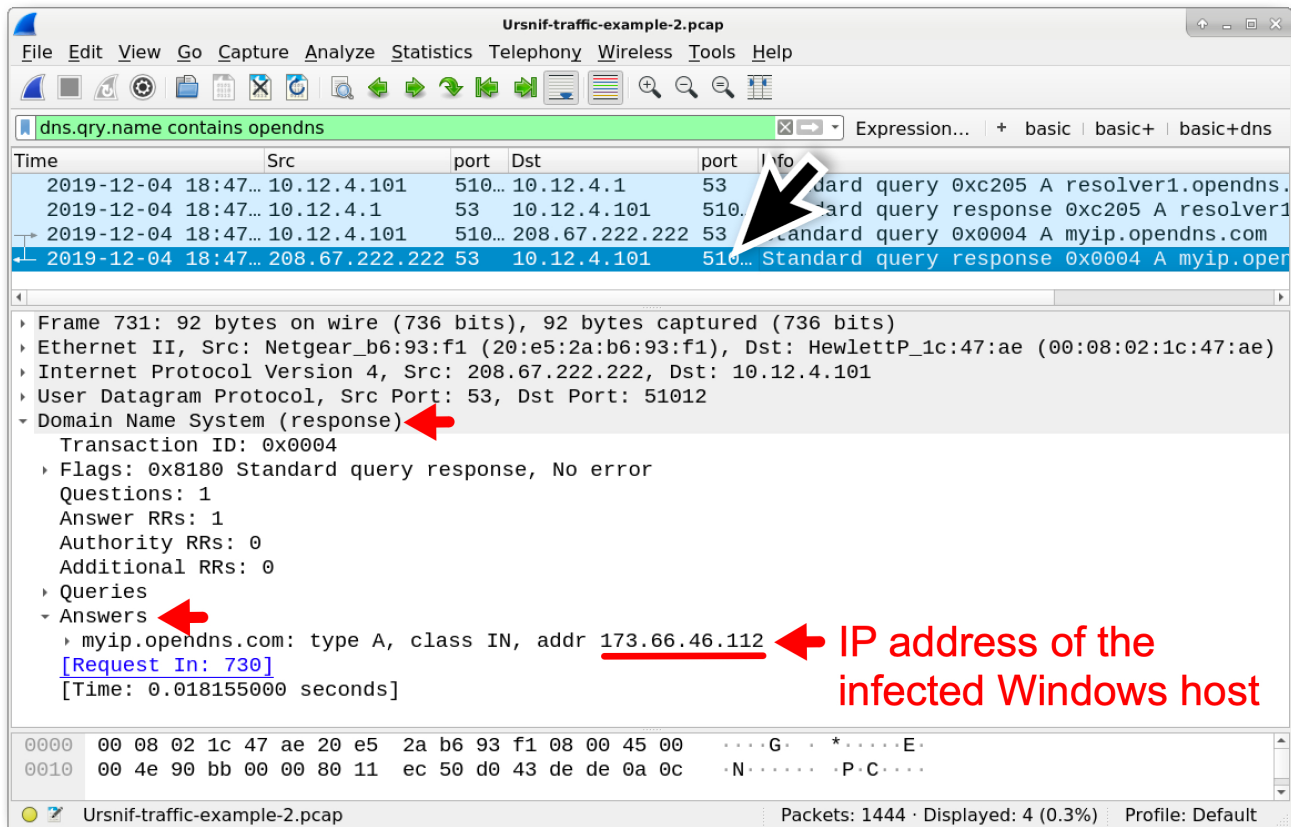 Ursnif-traffic-example-2.pcap
File Edit View Go Capture Analyze Statistics Telephony Wireless Tools Help
dns.qry.name contains opendns
Expression... + basic basic+ basic+dns
Time Src port Dst port Info
2019-12-04 18:47… 10.12.4.101 510… 10.12.4.1 53 dard query 0xc205 A resolver1.opendns.
2019-12-04 18:47… 10.12.4.1 53 10.12.4.101 510… dard query response 0xc205 A resolver1
2019-12-04 18:47… 10.12.4.101 510… 208.67.222.222 53 tandard query 0x0004 A myip.opendns.com
2019-12-04 18:47… 208.67.222.222 53 10.12.4.101 510… Standard query response 0x0004 A myip.open
Frame 731: 92 bytes on wire (736 bits), 92 bytes captured (736 bits)
Ethernet II, Src: Netgear_b6:93:f1 (20:e5:2a:b6:93:f1), Dst: HewlettP_1c:47:ae (00:08:02:1c:47:ae)
Internet Protocol Version 4, Src: 208.67.222.222, Dst: 10.12.4.101
User Datagram Protocol, Src Port: 53, Dst Port: 51012
Domain Name System (response)
Transaction ID: 0x0004
Flags: 0x8180 Standard query response, No error
Questions: 1
Answer RRs: 1
Authority RRs: 0
Additional RRs: 0
Queries
Answers
myip.opendns.com: type A, class IN, addr 173.66.46.112
IP address of the
infected Windows host
[Request In: 730]
[Time: 0.018155000 seconds]
0000 00 08 02 1c 47 ae 20 e5 2a b6 93 f1 08 00 45 00 ····G· · *·····E·
0010 00 4e 90 bb 00 00 80 11 ec 50 d0 43 de de 0a 0c ·N······ ·P·C····
Ursnif-traffic-example-2.pcap Packets: 1444 · Displayed: 4 (0.3%) Profile: Default